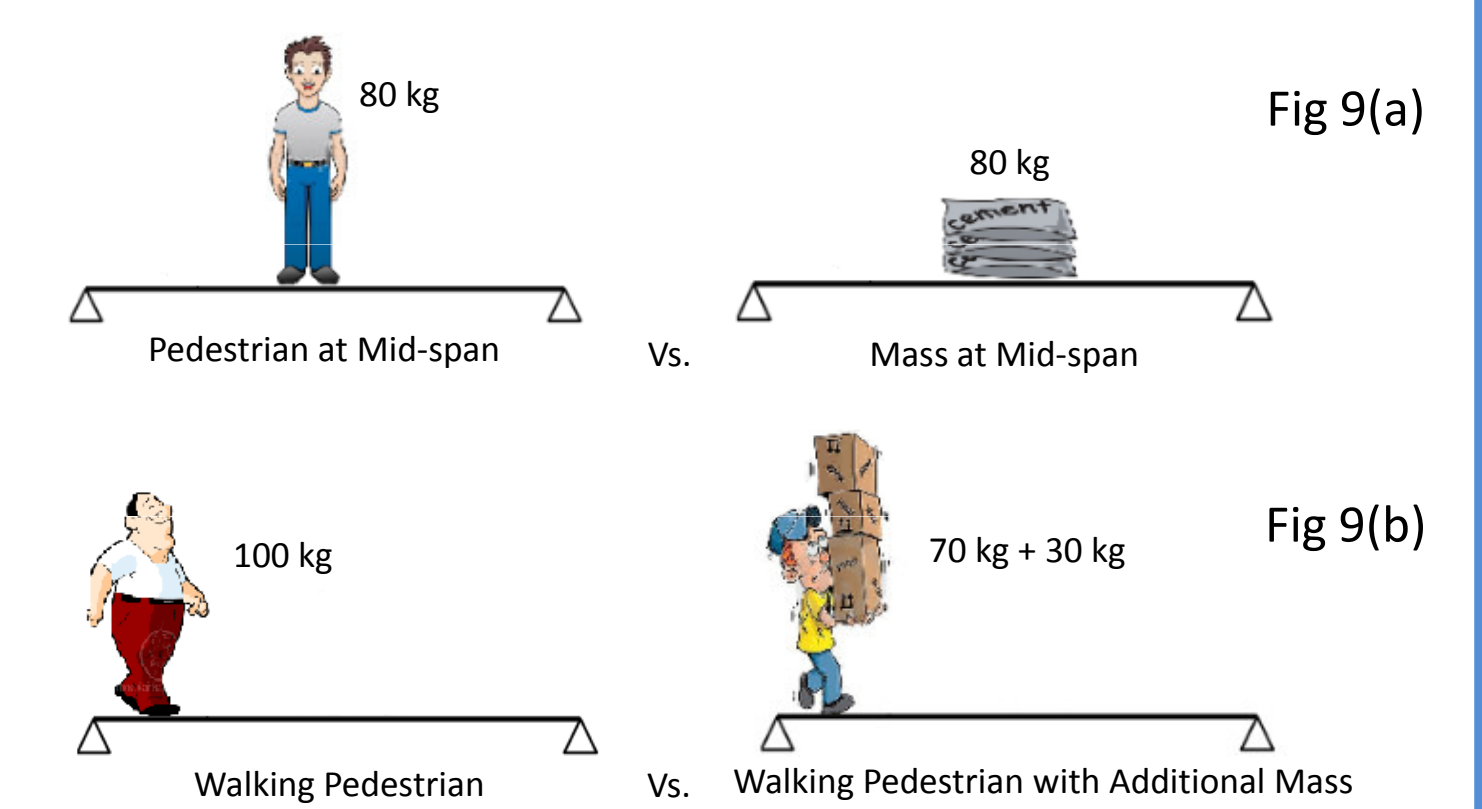 80 kg
Fig 9(a)
80 kg
cement
Pedestrian at Mid-span
Vs.
Mass at Mid-span
100 kg
70 kg + 30 kg
Fig 9(b)
Walking Pedestrian
Vs.
Walking Pedestrian with Additional Mass